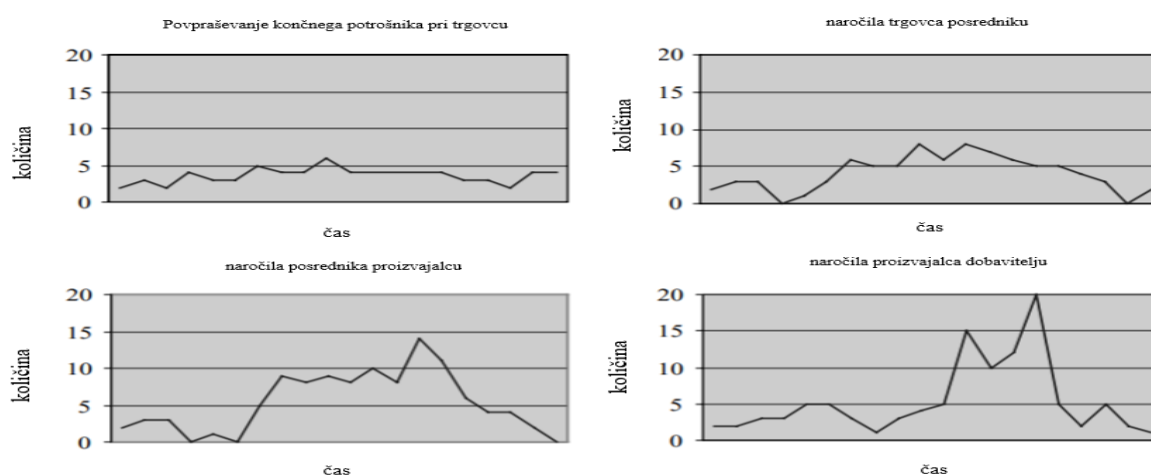 Povpraševanje končnega potrošnika pri trgovcu
20
15
10
5
0
količina
čas
naročila trgovca posredniku
20
15
10
5
0
količina
čas
naročila posrednika proizvajalcu
20
15
10
5
0
količina
čas
naročila proizvajalca dobavitelju
20
15
10
5
0
količina
čas